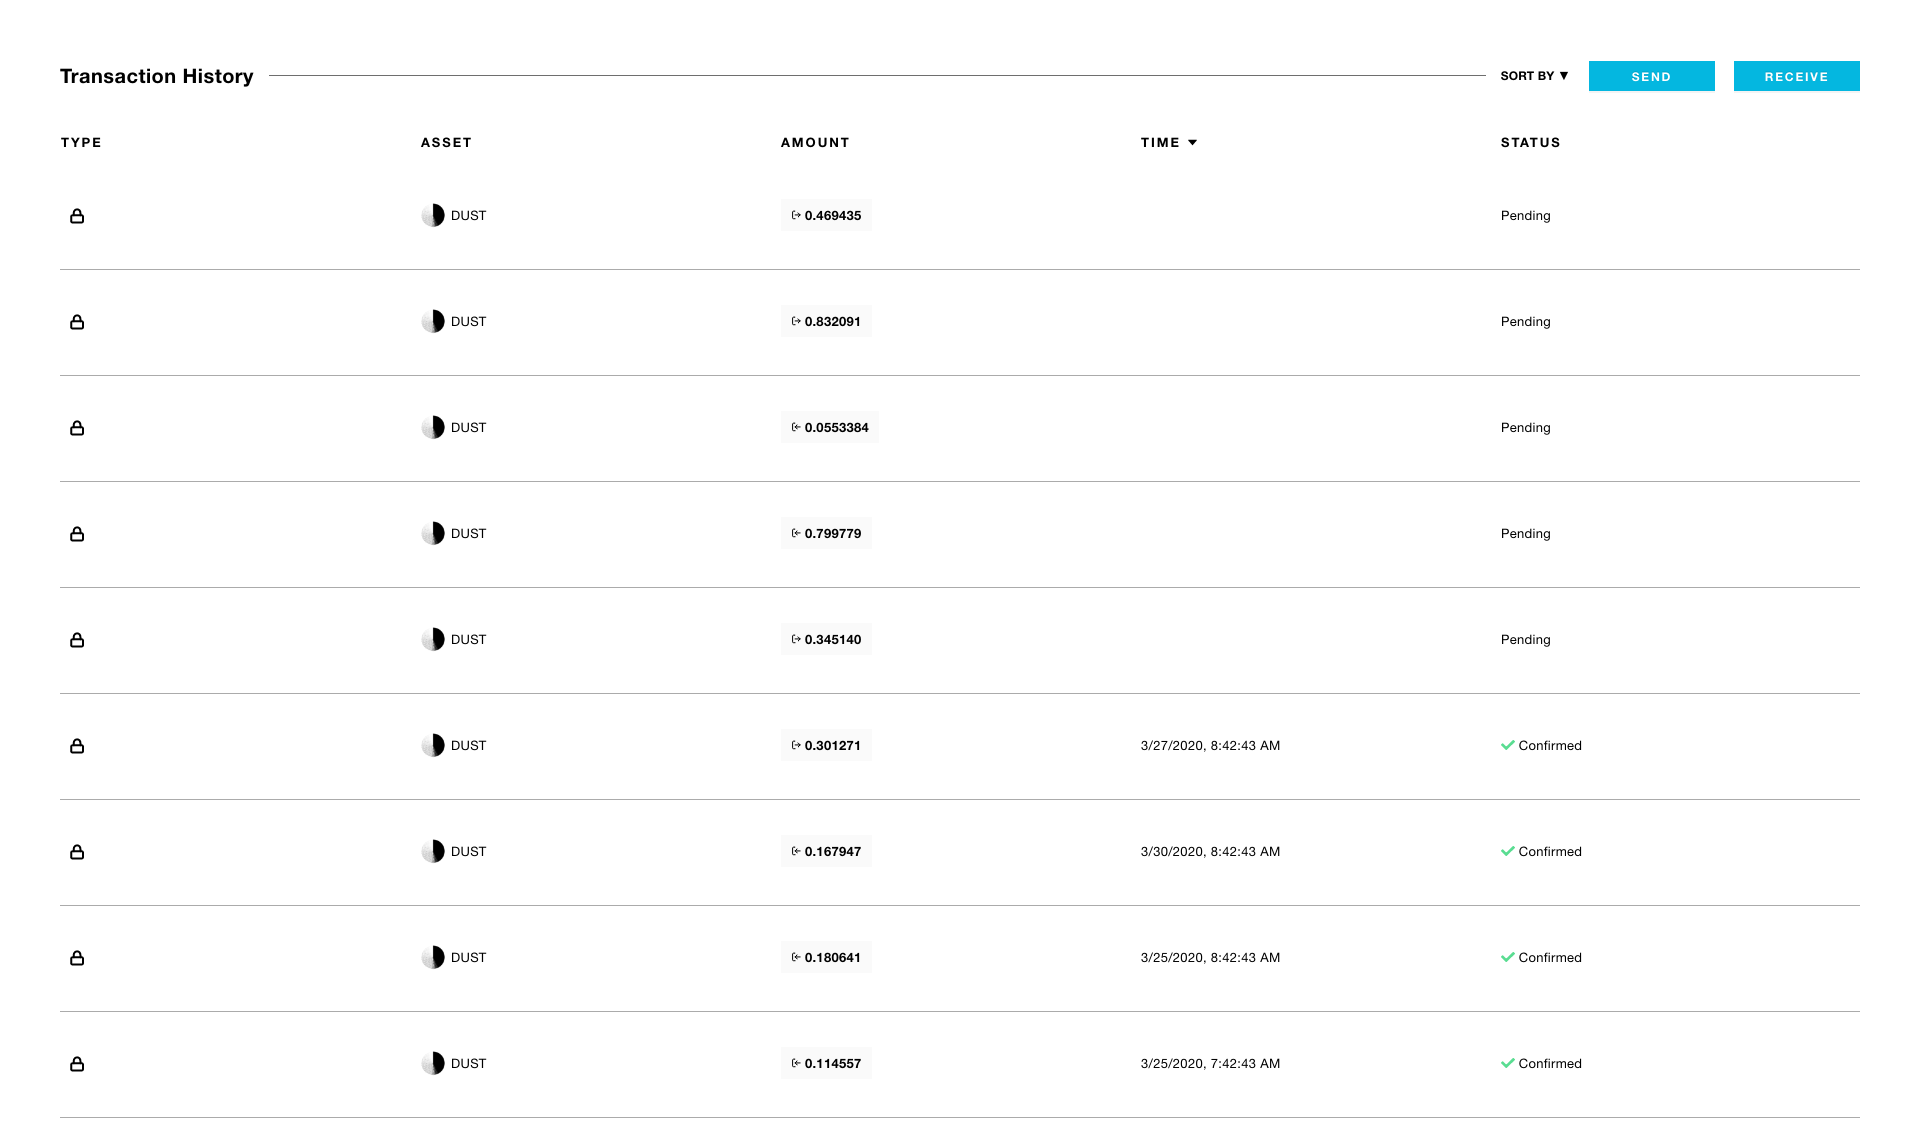 Transaction History SORT BY ▼ SEND RECEIVE
TYPE ASSET AMOUNT TIME STATUS
DUST 0.469435 Pending
DUST 0.832091 Pending
DUST 0.0553384 Pending
DUST 0.799779 Pending
DUST 0.345140 Pending
DUST 0.301271 3/27/2020, 8:42:43 AM Confirmed
DUST 0.167947 3/30/2020, 8:42:43 AM Confirmed
DUST 0.180641 3/25/2020, 8:42:43 AM Confirmed
DUST 0.114557 3/25/2020, 7:42:43 AM Confirmed